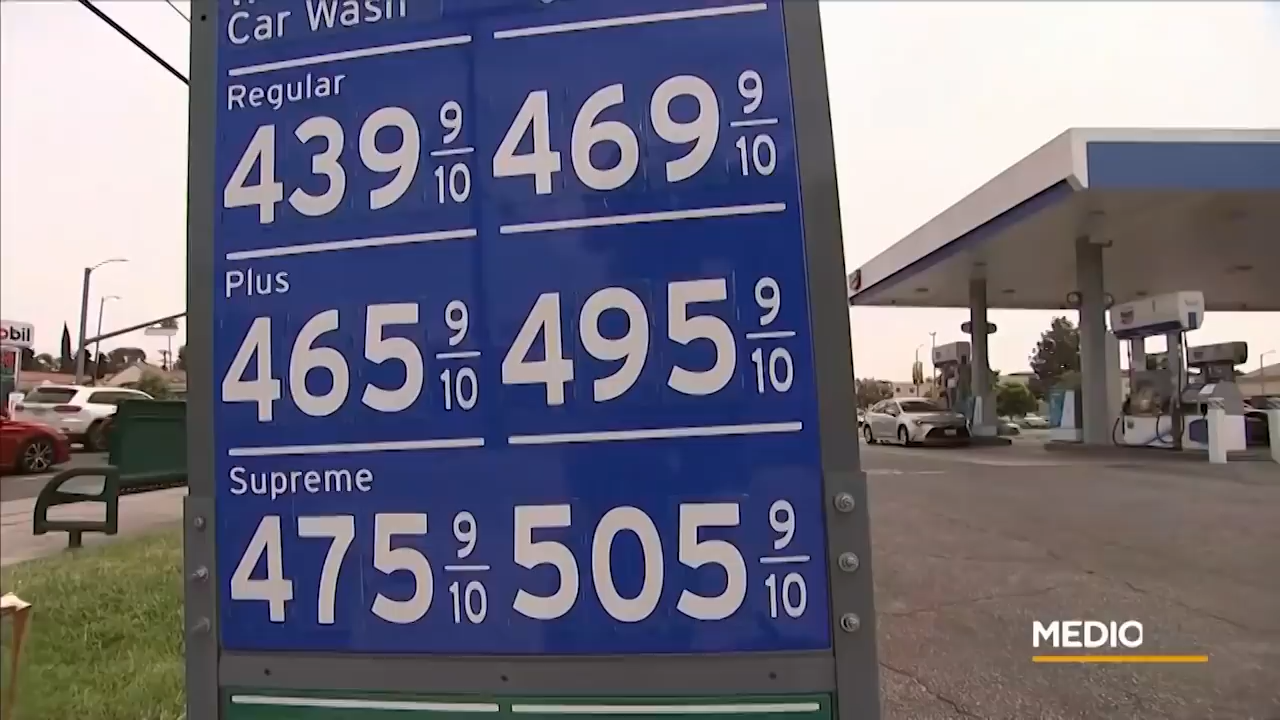 Car Wash
Regular
439 9/10 469 9/10
Plus
465 9/10 495 9/10
Supreme
475 9/10 505 9/10
bil
MEDIO